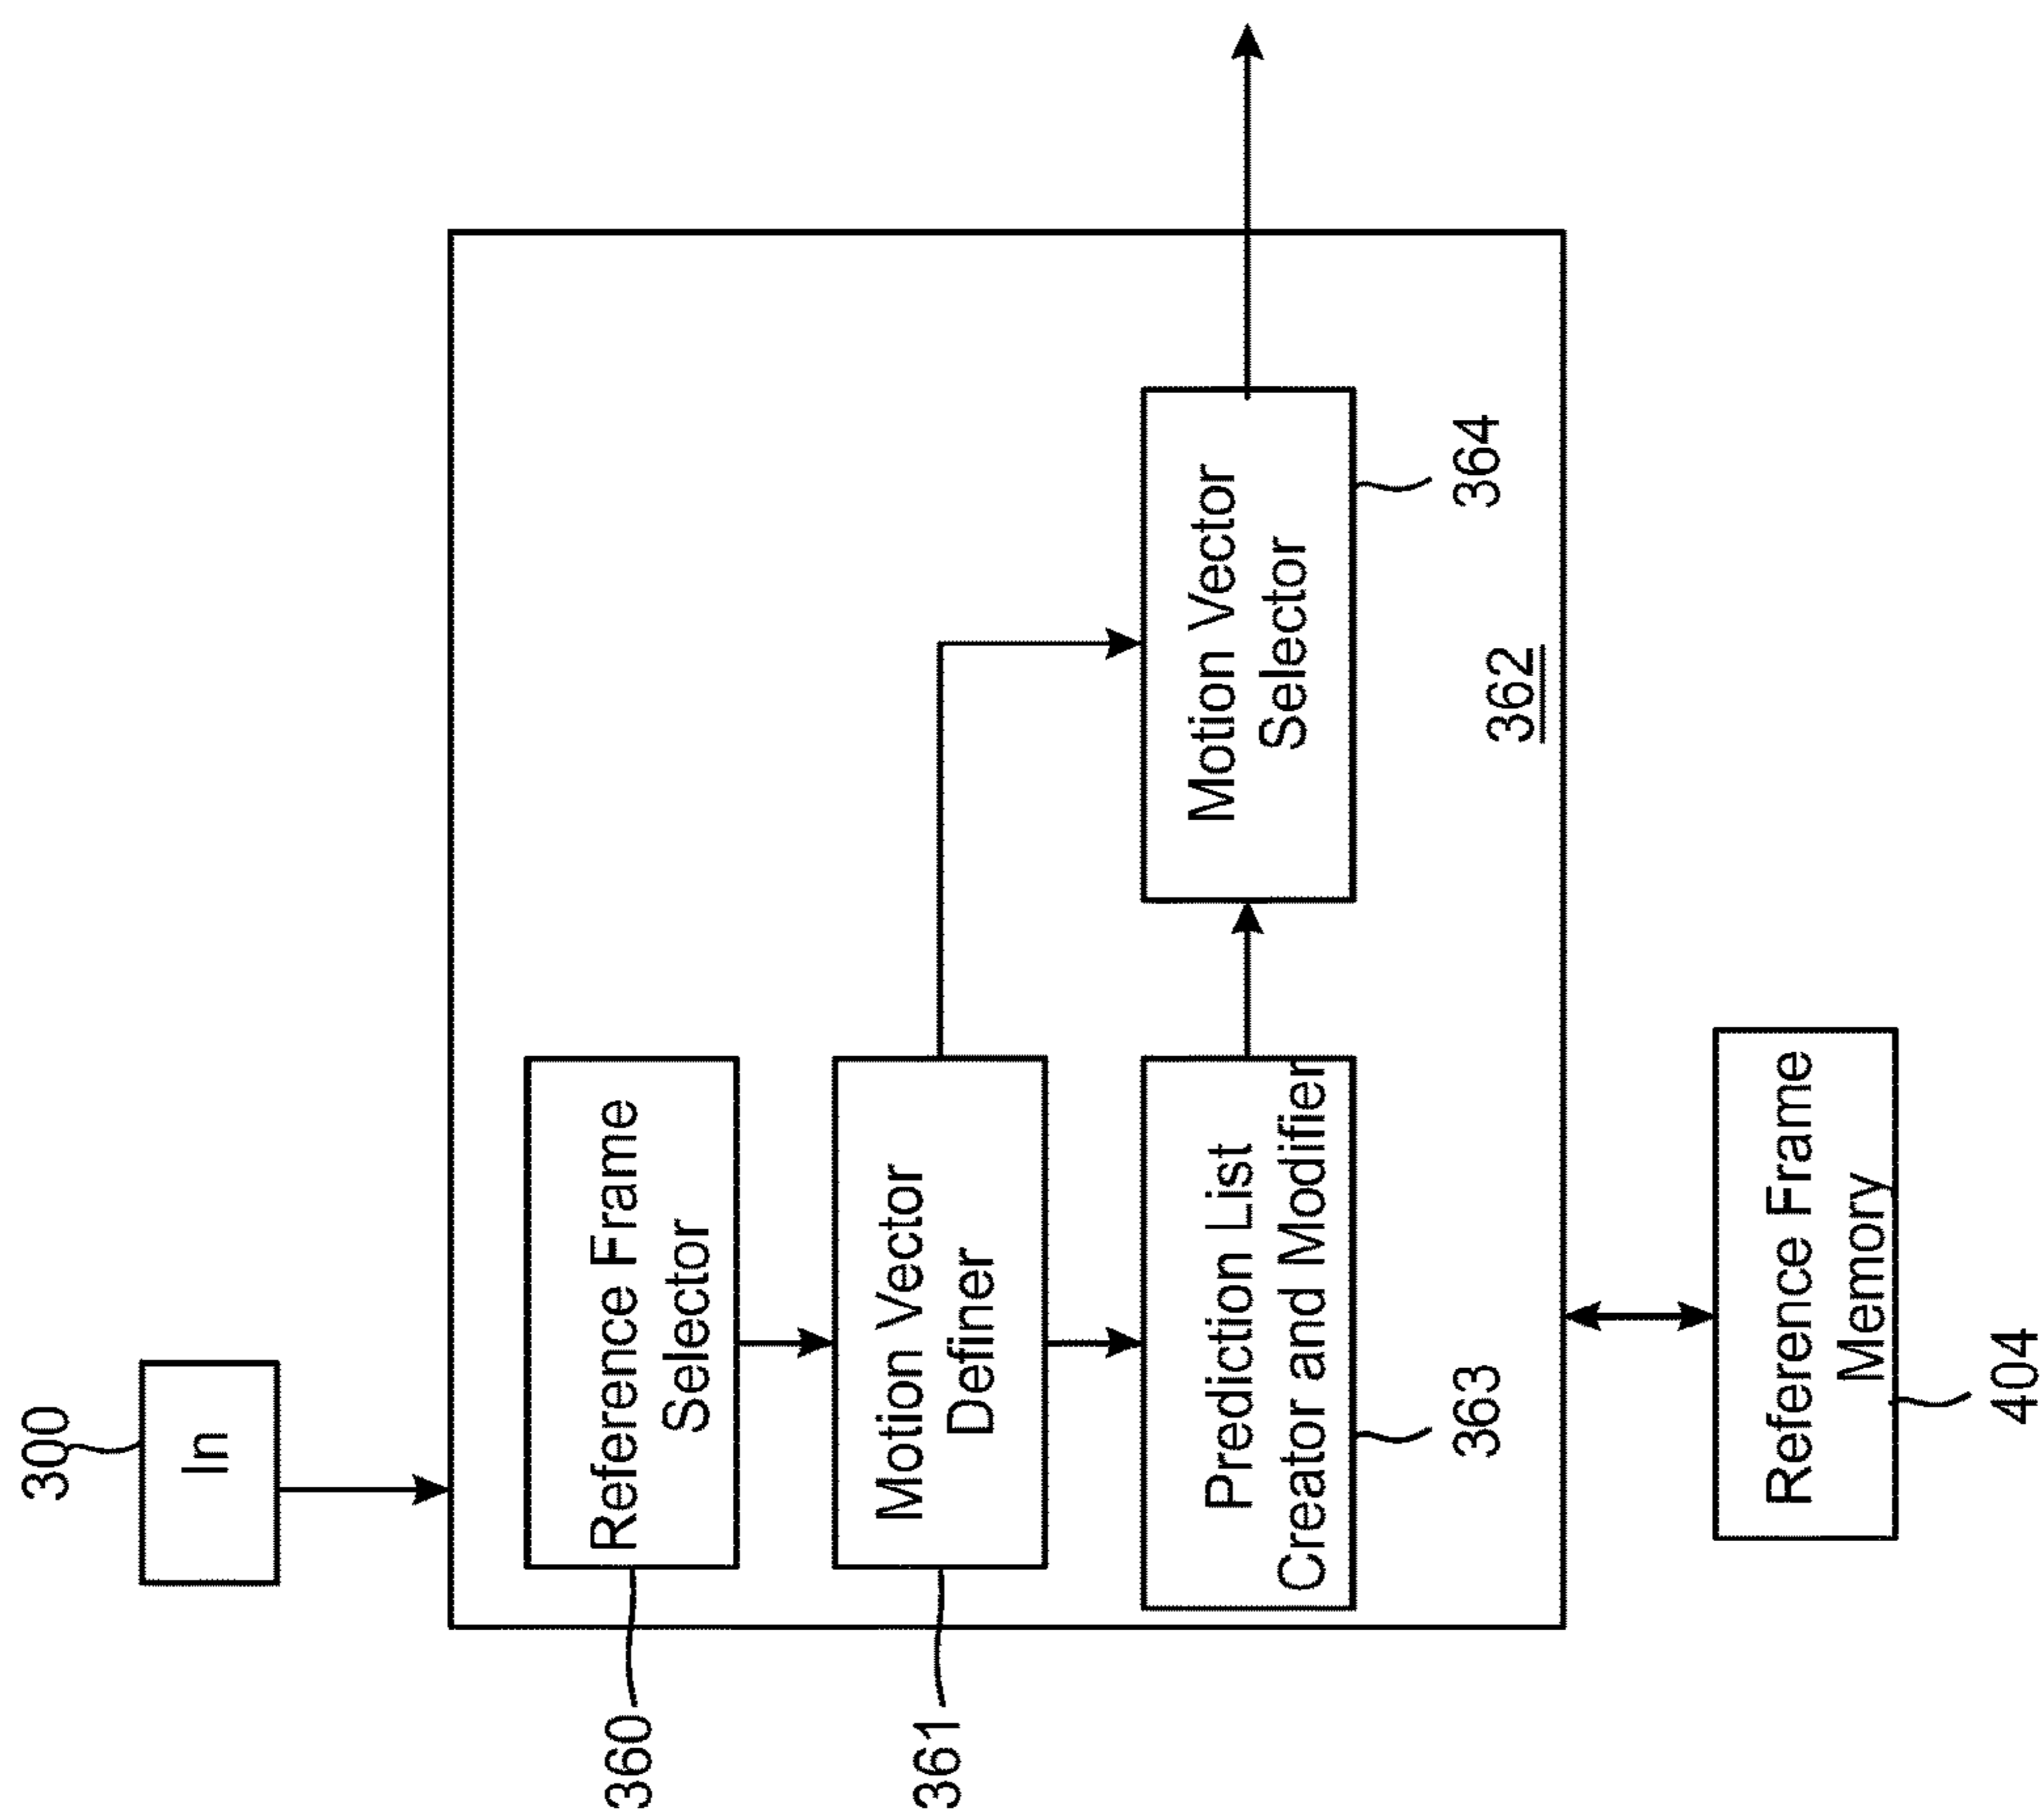 300
In
360
Reference Frame
Selector
361
Motion Vector
Definer
Prediction List
Creator and Modifier
363
Motion Vector
Selector
364
362
Reference Frame
Memory
404